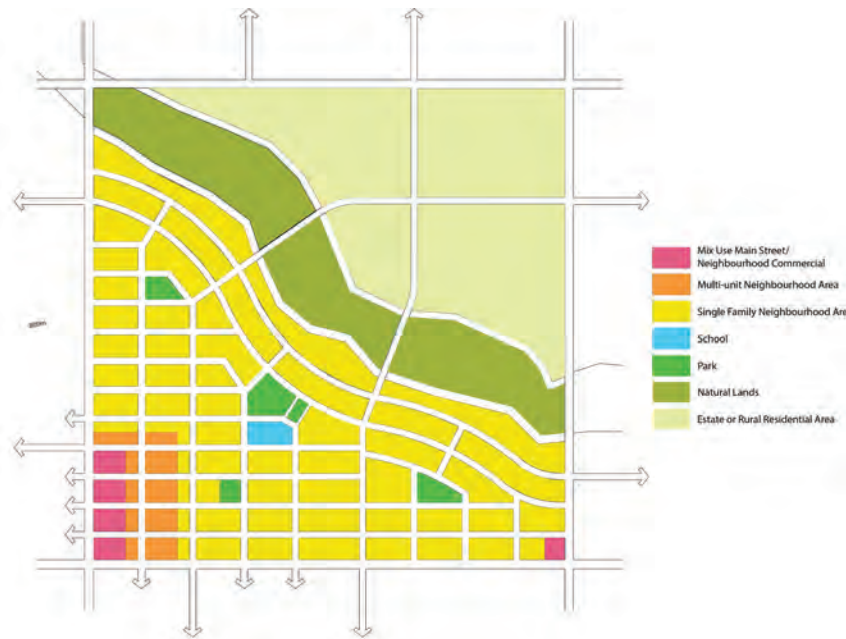 Mix Use Main Street/
Neighbourhood Commercial
Multi-unit Neighbourhood Area
Single Family Neighbourhood Are
School
Park
Natural Lands
Estate or Rural Residential Area